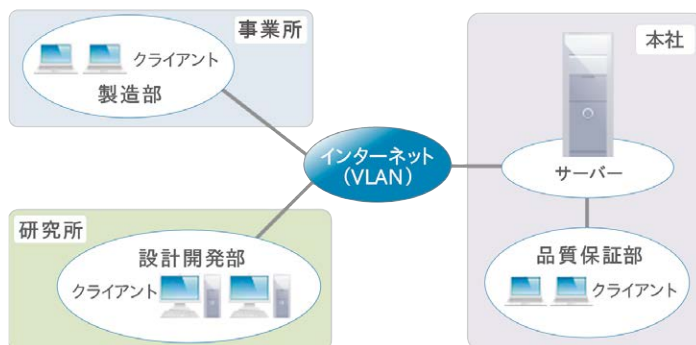 事業所
クライアント
製造部
本社
サーバー
インターネット
(VLAN)
研究所
設計開発部
クライアント
品質保証部
クライアント